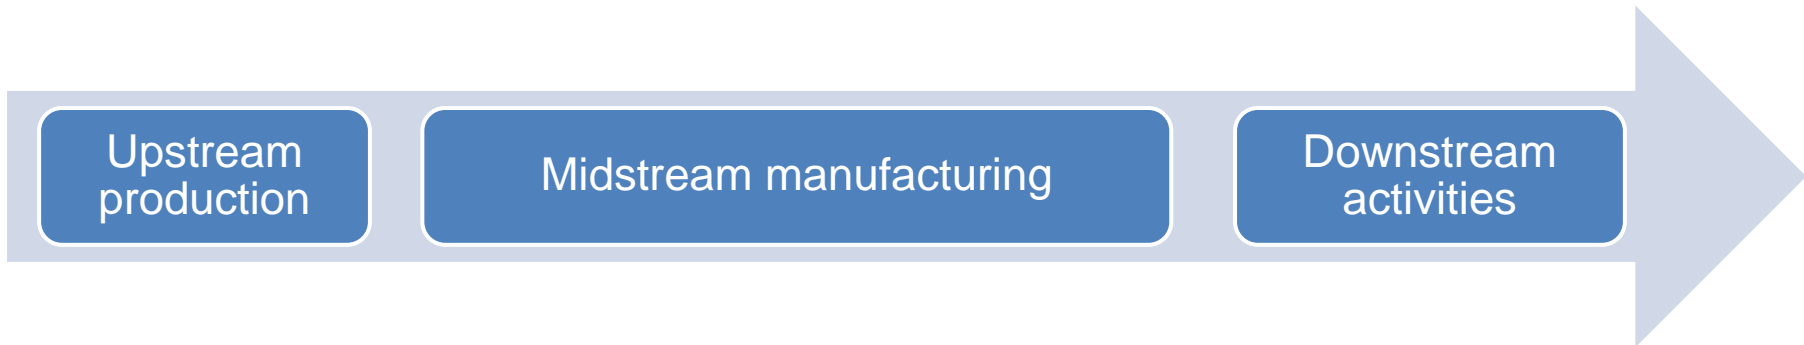 Upstream
production
Midstream manufacturing
Downstream
activities